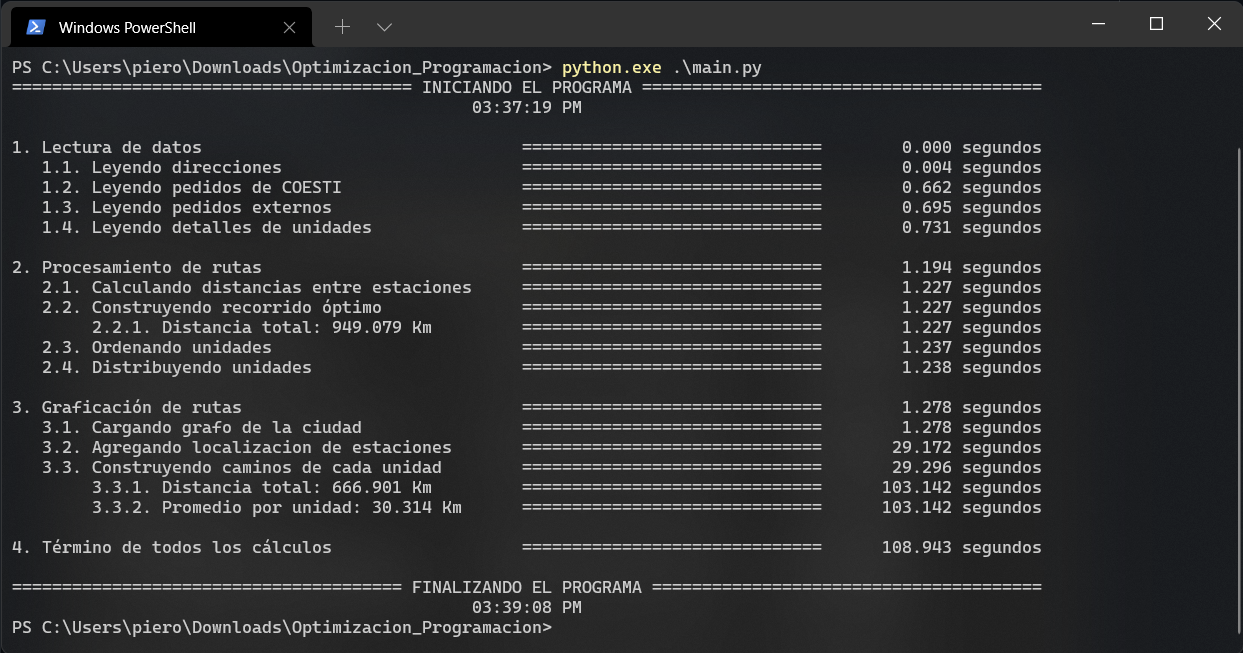 Windows PowerShell
PS C:\Users\piero\Downloads\Optimizacion_Programacion> python.exe .\main.py
======================================== INICIANDO EL PROGRAMA ========================================
03:37:19 PM
1. Lectura de datos ============================== 0.000 segundos
1.1. Leyendo direcciones ============================== 0.004 segundos
1.2. Leyendo pedidos de COESTI ============================== 0.662 segundos
1.3. Leyendo pedidos externos ============================== 0.695 segundos
1.4. Leyendo detalles de unidades ============================== 0.731 segundos
2. Procesamiento de rutas ============================== 1.194 segundos
2.1. Calculando distancias entre estaciones ============================== 1.227 segundos
2.2. Construyendo recorrido óptimo ============================== 1.227 segundos
2.2.1. Distancia total: 949.079 Km ============================== 1.227 segundos
2.3. Ordenando unidades ============================== 1.237 segundos
2.4. Distribuyendo unidades ============================== 1.238 segundos
3. Graficación de rutas ============================== 1.278 segundos
3.1. Cargando grafo de la ciudad ============================== 1.278 segundos
3.2. Agregando localizacion de estaciones ============================== 29.172 segundos
3.3. Construyendo caminos de cada unidad ============================== 29.296 segundos
3.3.1. Distancia total: 666.901 Km ============================== 103.142 segundos
3.3.2. Promedio por unidad: 30.314 Km ============================== 103.142 segundos
4. Término de todos los cálculos ============================== 108.943 segundos
======================================= FINALIZANDO EL PROGRAMA =======================================
03:39:08 PM
PS C:\Users\piero\Downloads\Optimizacion_Programacion>